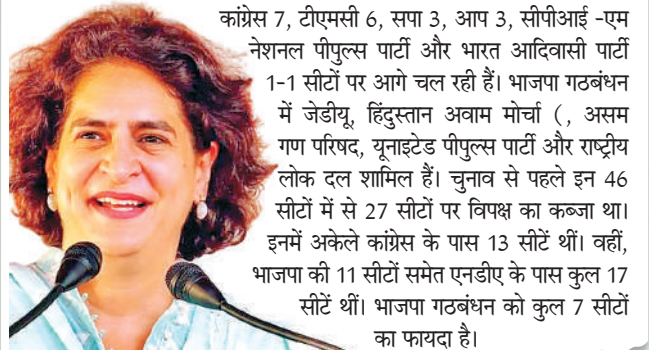 कांग्रेस 7, टीएमसी 6, सपा 3, आप 3, सीपीआई -एम
नेशनल पीपुल्स पार्टी और भारत आदिवासी पार्टी
1-1 सीटों पर आगे चल रही हैं। भाजपा गठबंधन
में जेडीयू, हिंदुस्तान अवाम मोर्चा (, असम
गण परिषद, यूनाइटेड पीपुल्स पार्टी और राष्ट्रीय
लोक दल शामिल हैं। चुनाव से पहले इन 46
सीटों में से 27 सीटों पर विपक्ष का कब्जा था।
इनमें अकेले कांग्रेस के पास 13 सीटें थीं। वहीं,
भाजपा की 11 सीटों समेत एनडीए के पास कुल 17
सीटें थीं। भाजपा गठबंधन को कुल 7 सीटों
का फायदा है।